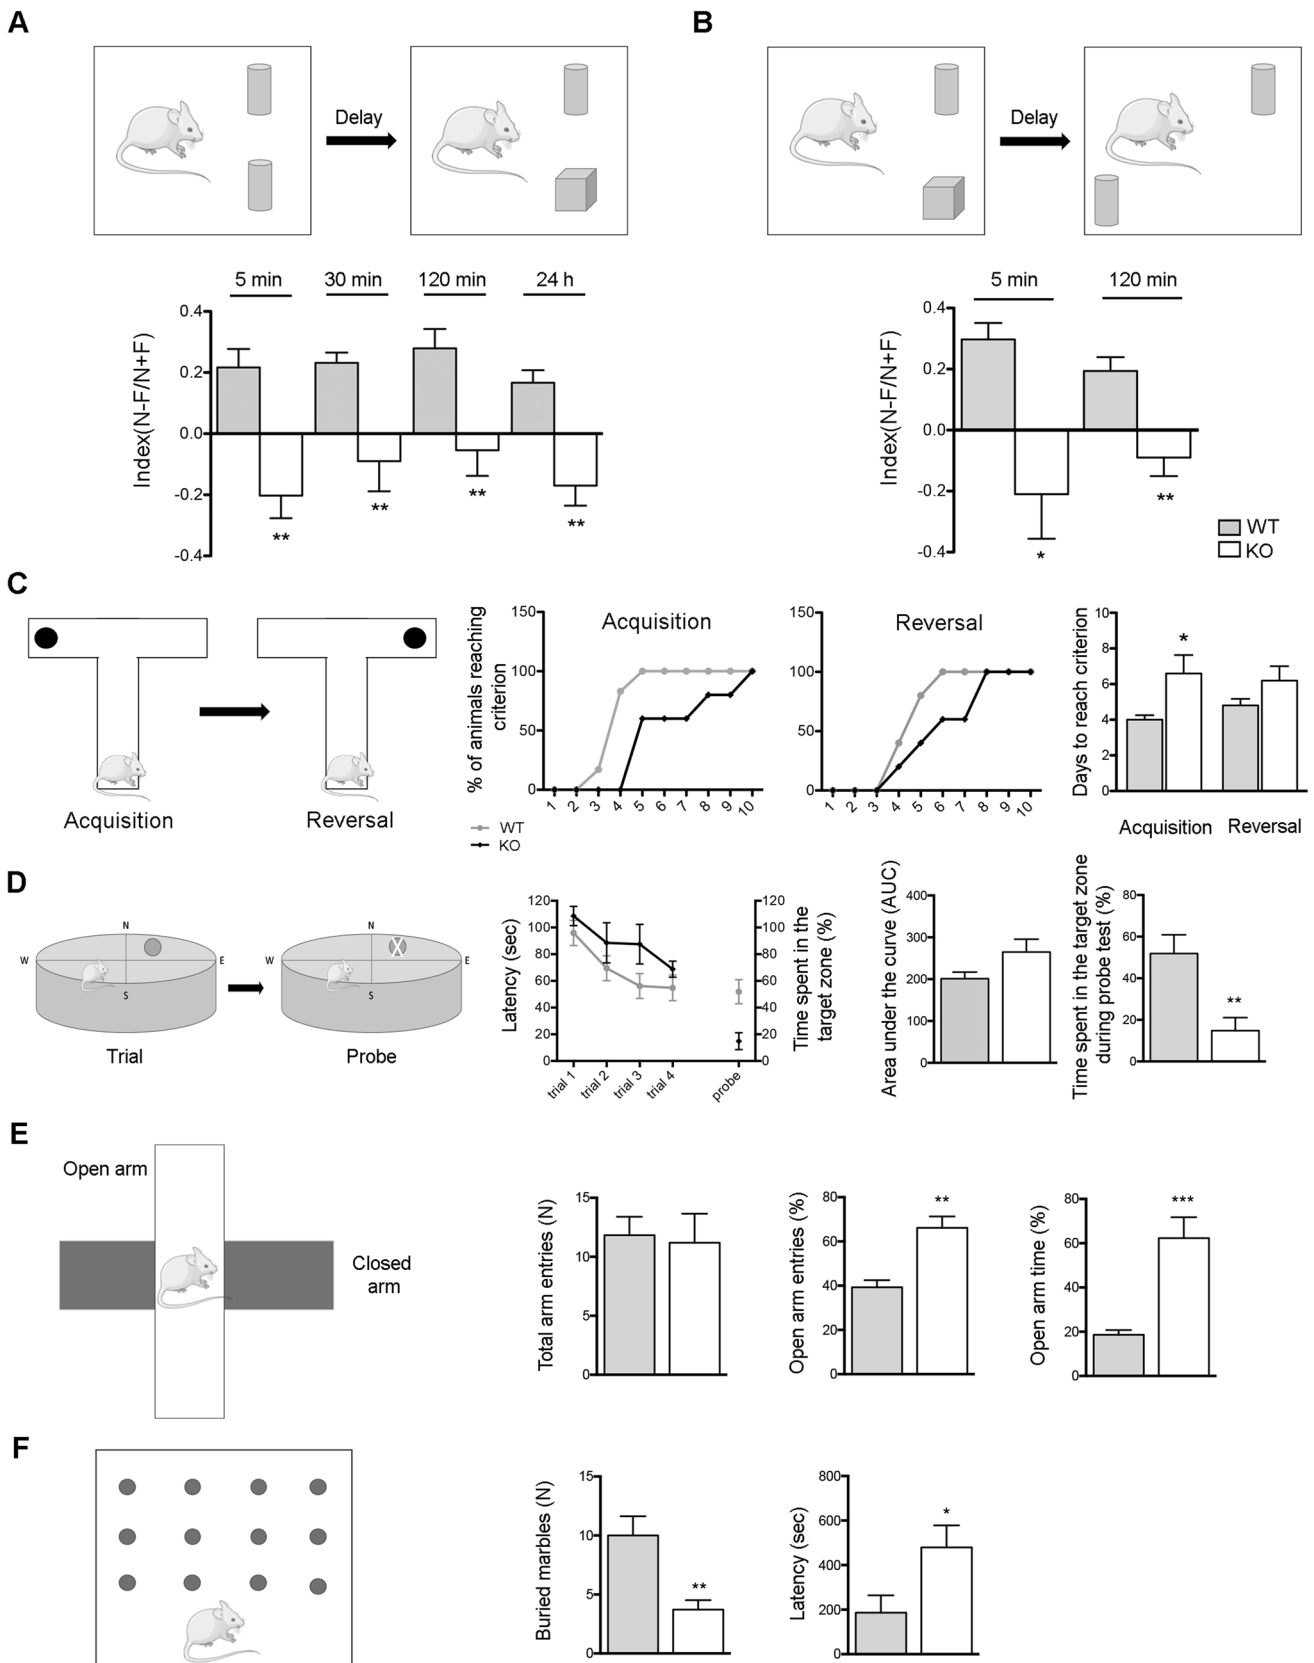 A
Delay
5 min 30 min 120 min 24 h
Index(N-F/N+F)
0.4
0.2
0.0
-0.2
-0.4
** ** ** **
B
Delay
5 min 120 min
Index(N-F/N+F)
0.4
0.2
0.0
-0.2
-0.4
* **
WT
KO
C
Acquisition
Reversal
% of animals reaching
criterion
Acquisition
150
100
50
0
1 2 3 4 5 6 7 8 9 10
WT
KO
Reversal
150
100
50
0
1 2 3 4 5 6 7 8 9 10
Days to reach criterion
10
8
6
4
2
0
*
Acquisition Reversal
D
N
W E
S
Trial
N
W E
S
X
Probe
Latency (sec)
120
100
80
60
40
20
0
trial 1 trial 2 trial 3 trial 4 probe
120
100
80
60
40
20
0
Time spent in the
target zone (%)
Area under the curve (AUC)
400
300
200
100
0
Time spent in the target zone
during probe test (%)
80
60
40
20
0
**
E
Open arm
Closed
arm
Total arm entries (N)
15
10
5
0
Open arm entries (%)
80
60
40
20
0
**
Open arm time (%)
80
60
40
20
0
***
F
Buried marbles (N)
15
10
5
0
**
Latency (sec)
800
600
400
200
0
*